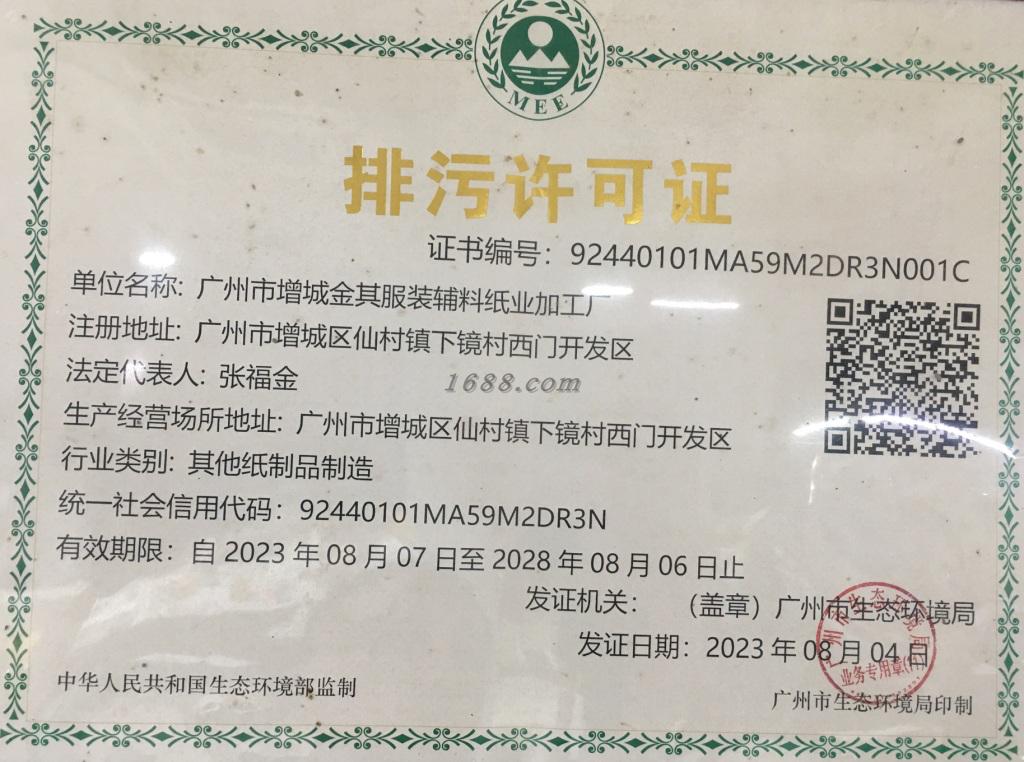 MEE
排污许可证
证书编号：92440101MA59M2DR3N001C
单位名称: 广州市增城金其服装辅料纸业加工厂
注册地址: 广州市增城区仙村镇下镜村西门开发区
法定代表人: 张福金
1688.com
生产经营场所地址: 广州市增城区仙村镇下镜村西门开发区
行业类别: 其他纸制品制造
统一社会信用代码：92440101MA59M2DR3N
有效期限：自 2023 年 08 月 07 日至 2028 年 08 月 06 日止
发证机关：（盖章）广州市生态环境局
发证日期：2023 年 08 月 04 日
广州市生态环境局
业务专用章
中华人民共和国生态环境部监制
广州市生态环境局印制